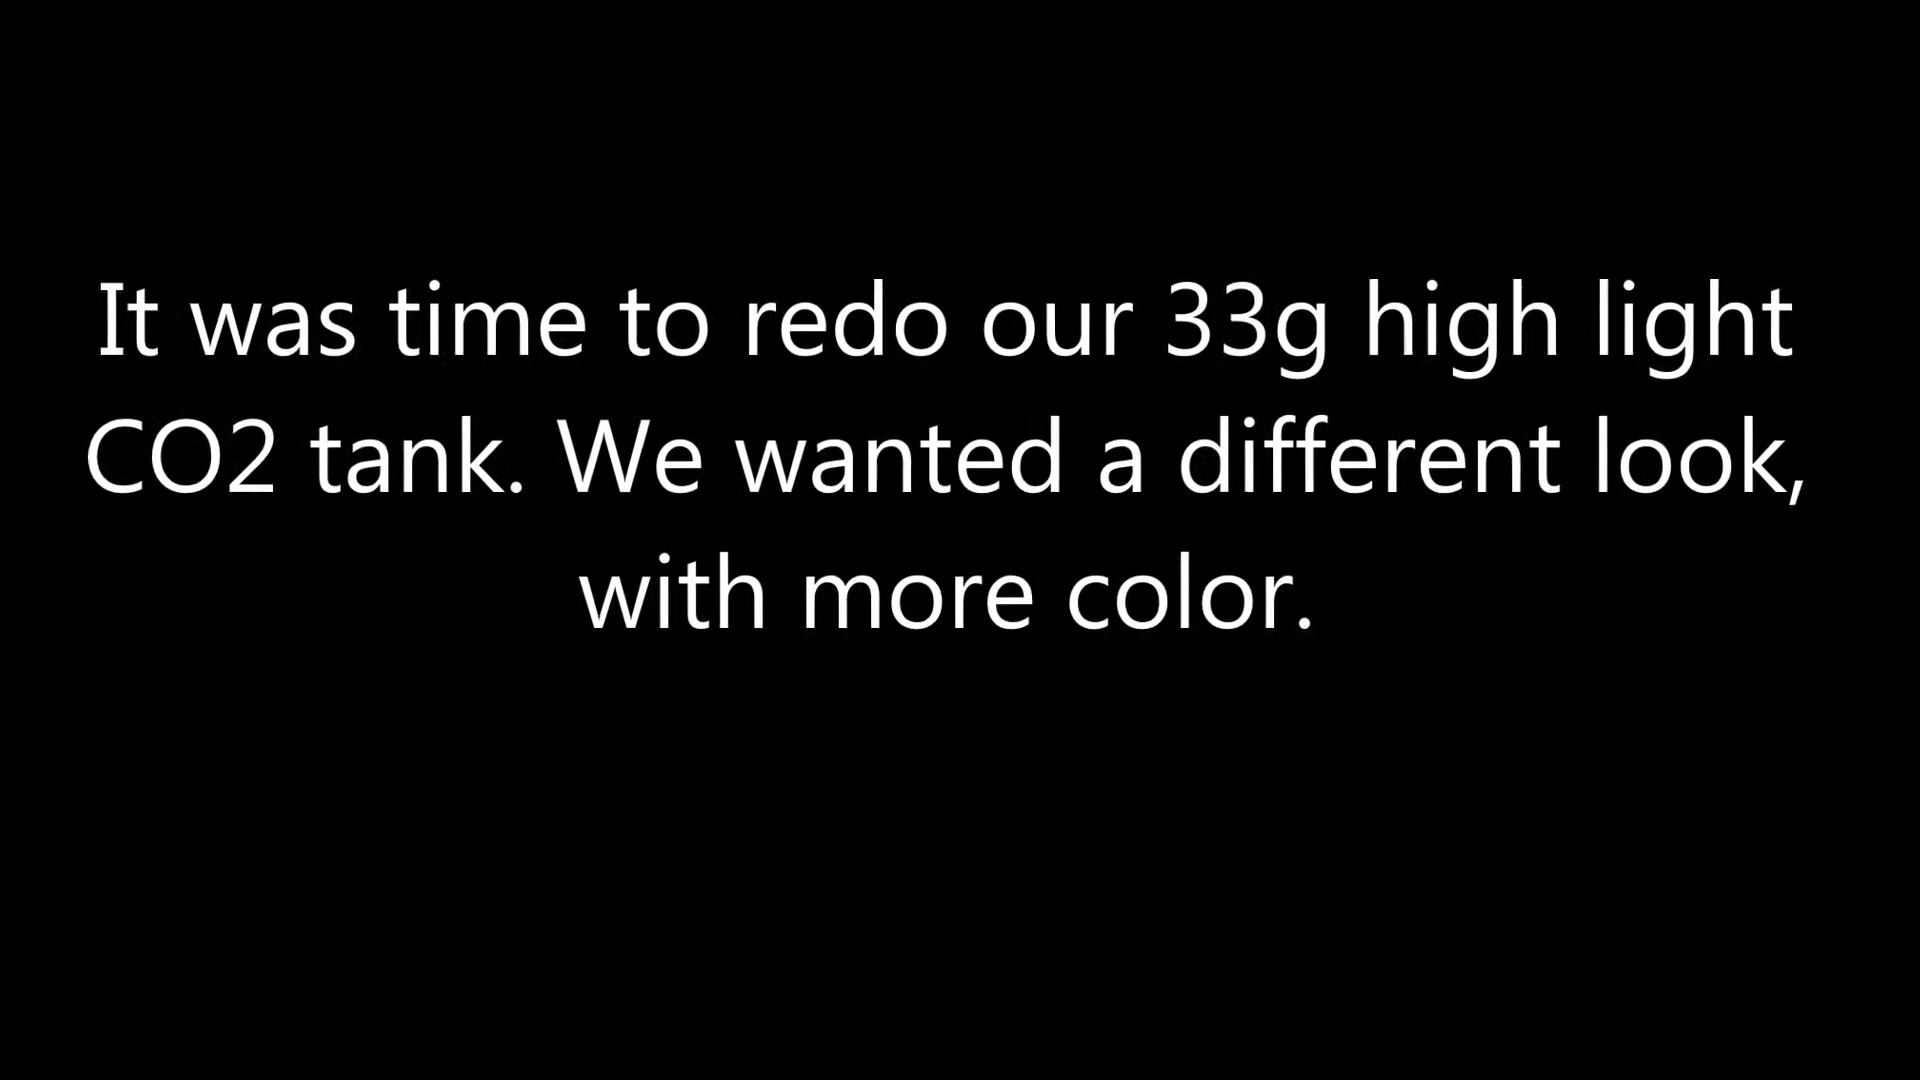 It was time to redo our 33g high light
CO2 tank. We wanted a different look,
with more color.